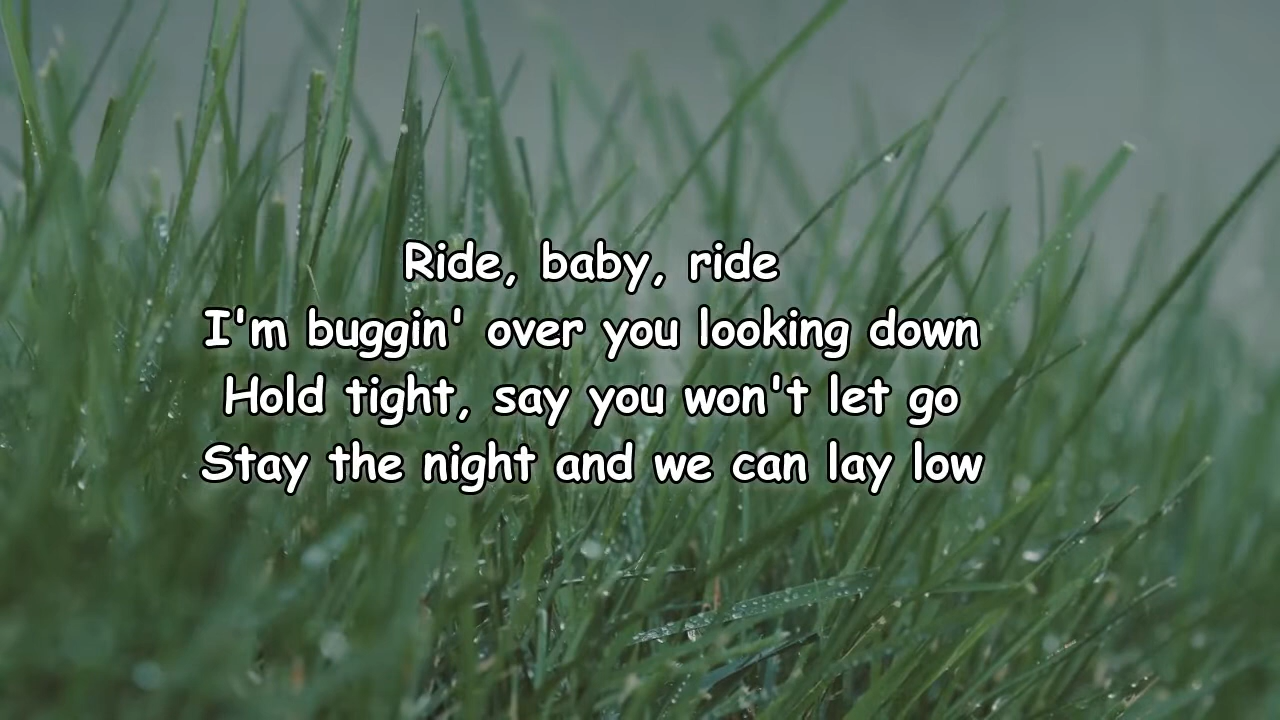 Ride, baby, ride
I'm buggin' over you looking down
Hold tight, say you won't let go
Stay the night and we can lay low